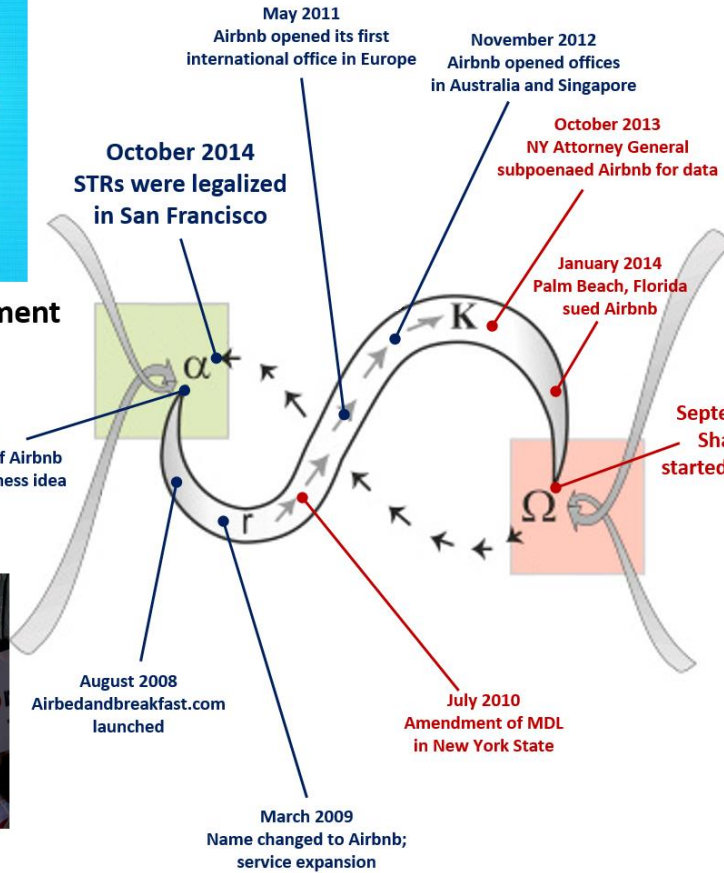 May 2011
Airbnb opened its first
international office in Europe
November 2012
Airbnb opened offices
in Australia and Singapore
October 2013
NY Attorney General
subpoenaed Airbnb for data
October 2014
STRs were legalized
in San Francisco
January 2014
Palm Beach, Florida
sued Airbnb
K
α
f Airbnb
idea
started
Ω
r
August 2008
Airbedandbreakfast.com
launched
July 2010
Amendment of MDL
in New York State
March 2009
Name changed to Airbnb;
service expansion